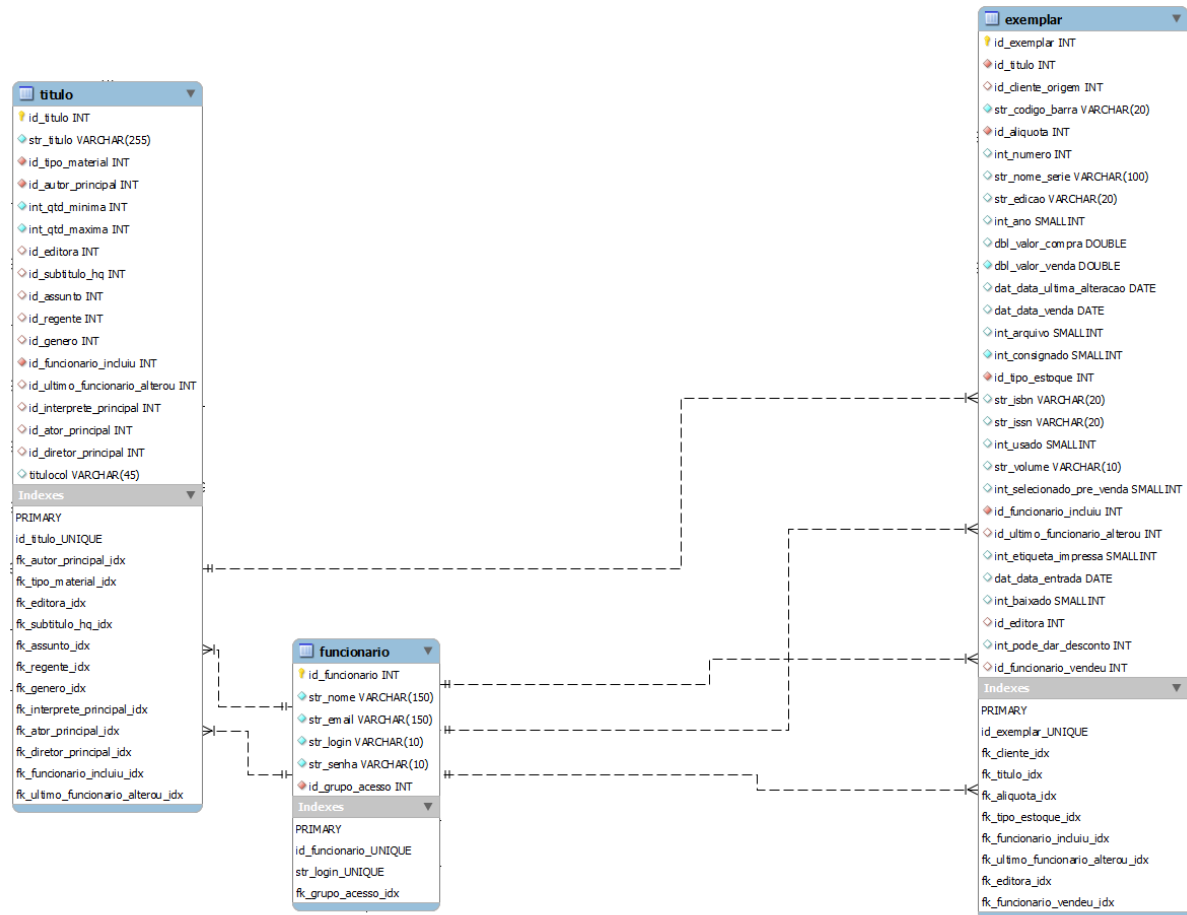 titulo
id_titulo INT
str_titulo VARCHAR(255)
id_tipo_material INT
id_autor_principal INT
int_qtd_minima INT
int_qtd_maxima INT
id_editora INT
id_subtitulo_hq INT
id_assunto INT
id_regente INT
id_genero INT
id_funcionario_incluiu INT
id_ultimo_funcionario_alterou INT
id_interprete_principal INT
id_ator_principal INT
id_diretor_principal INT
titulocol VARCHAR(45)
Indexes
PRIMARY
id_titulo_UNIQUE
fk_autor_principal_idx
fk_tipo_material_idx
fk_editora_idx
fk_subtitulo_hq_idx
fk_assunto_idx
fk_regente_idx
fk_genero_idx
fk_interprete_principal_idx
fk_ator_principal_idx
fk_diretor_principal_idx
fk_funcionario_incluiu_idx
fk_ultimo_funcionario_alterou_idx
funcionario
id_funcionario INT
str_nome VARCHAR(150)
str_email VARCHAR(150)
str_login VARCHAR(10)
str_senha VARCHAR(10)
id_grupo_acesso INT
Indexes
PRIMARY
id_funcionario_UNIQUE
str_login_UNIQUE
fk_grupo_acesso_idx
exemplar
id_exemplar INT
id_titulo INT
id_cliente_origem INT
str_codigo_barra VARCHAR(20)
id_aliquota INT
int_numero INT
str_nome_serie VARCHAR(100)
str_edicao VARCHAR(20)
int_ano SMALLINT
dbl_valor_compra DOUBLE
dbl_valor_venda DOUBLE
dat_data_ultima_alteracao DATE
dat_data_venda DATE
int_arquivo SMALLINT
int_consignado SMALLINT
id_tipo_estoque INT
str_isbn VARCHAR(20)
str_issn VARCHAR(20)
int_usado SMALLINT
str_volume VARCHAR(10)
int_selecionado_pre_venda SMALLINT
id_funcionario_incluiu INT
id_ultimo_funcionario_alterou INT
int_etiqueta_impressa SMALLINT
dat_data_entrada DATE
int_baixado SMALLINT
id_editora INT
int_pode_dar_desconto INT
id_funcionario_vendeu INT
Indexes
PRIMARY
id_exemplar_UNIQUE
fk_cliente_idx
fk_titulo_idx
fk_aliquota_idx
fk_tipo_estoque_idx
fk_funcionario_incluiu_idx
fk_ultimo_funcionario_alterou_idx
fk_editora_idx
fk_funcionario_vendeu_idx